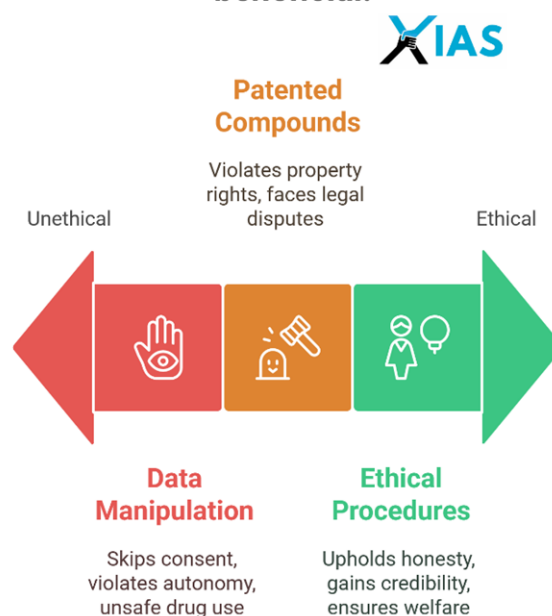 XIAS
Patented
Compounds
Violates property
rights, faces legal
disputes
Unethical
Ethical
Data
Manipulation
Skips consent,
violates autonomy,
unsafe drug use
Ethical
Procedures
Upholds honesty,
gains credibility,
ensures welfare